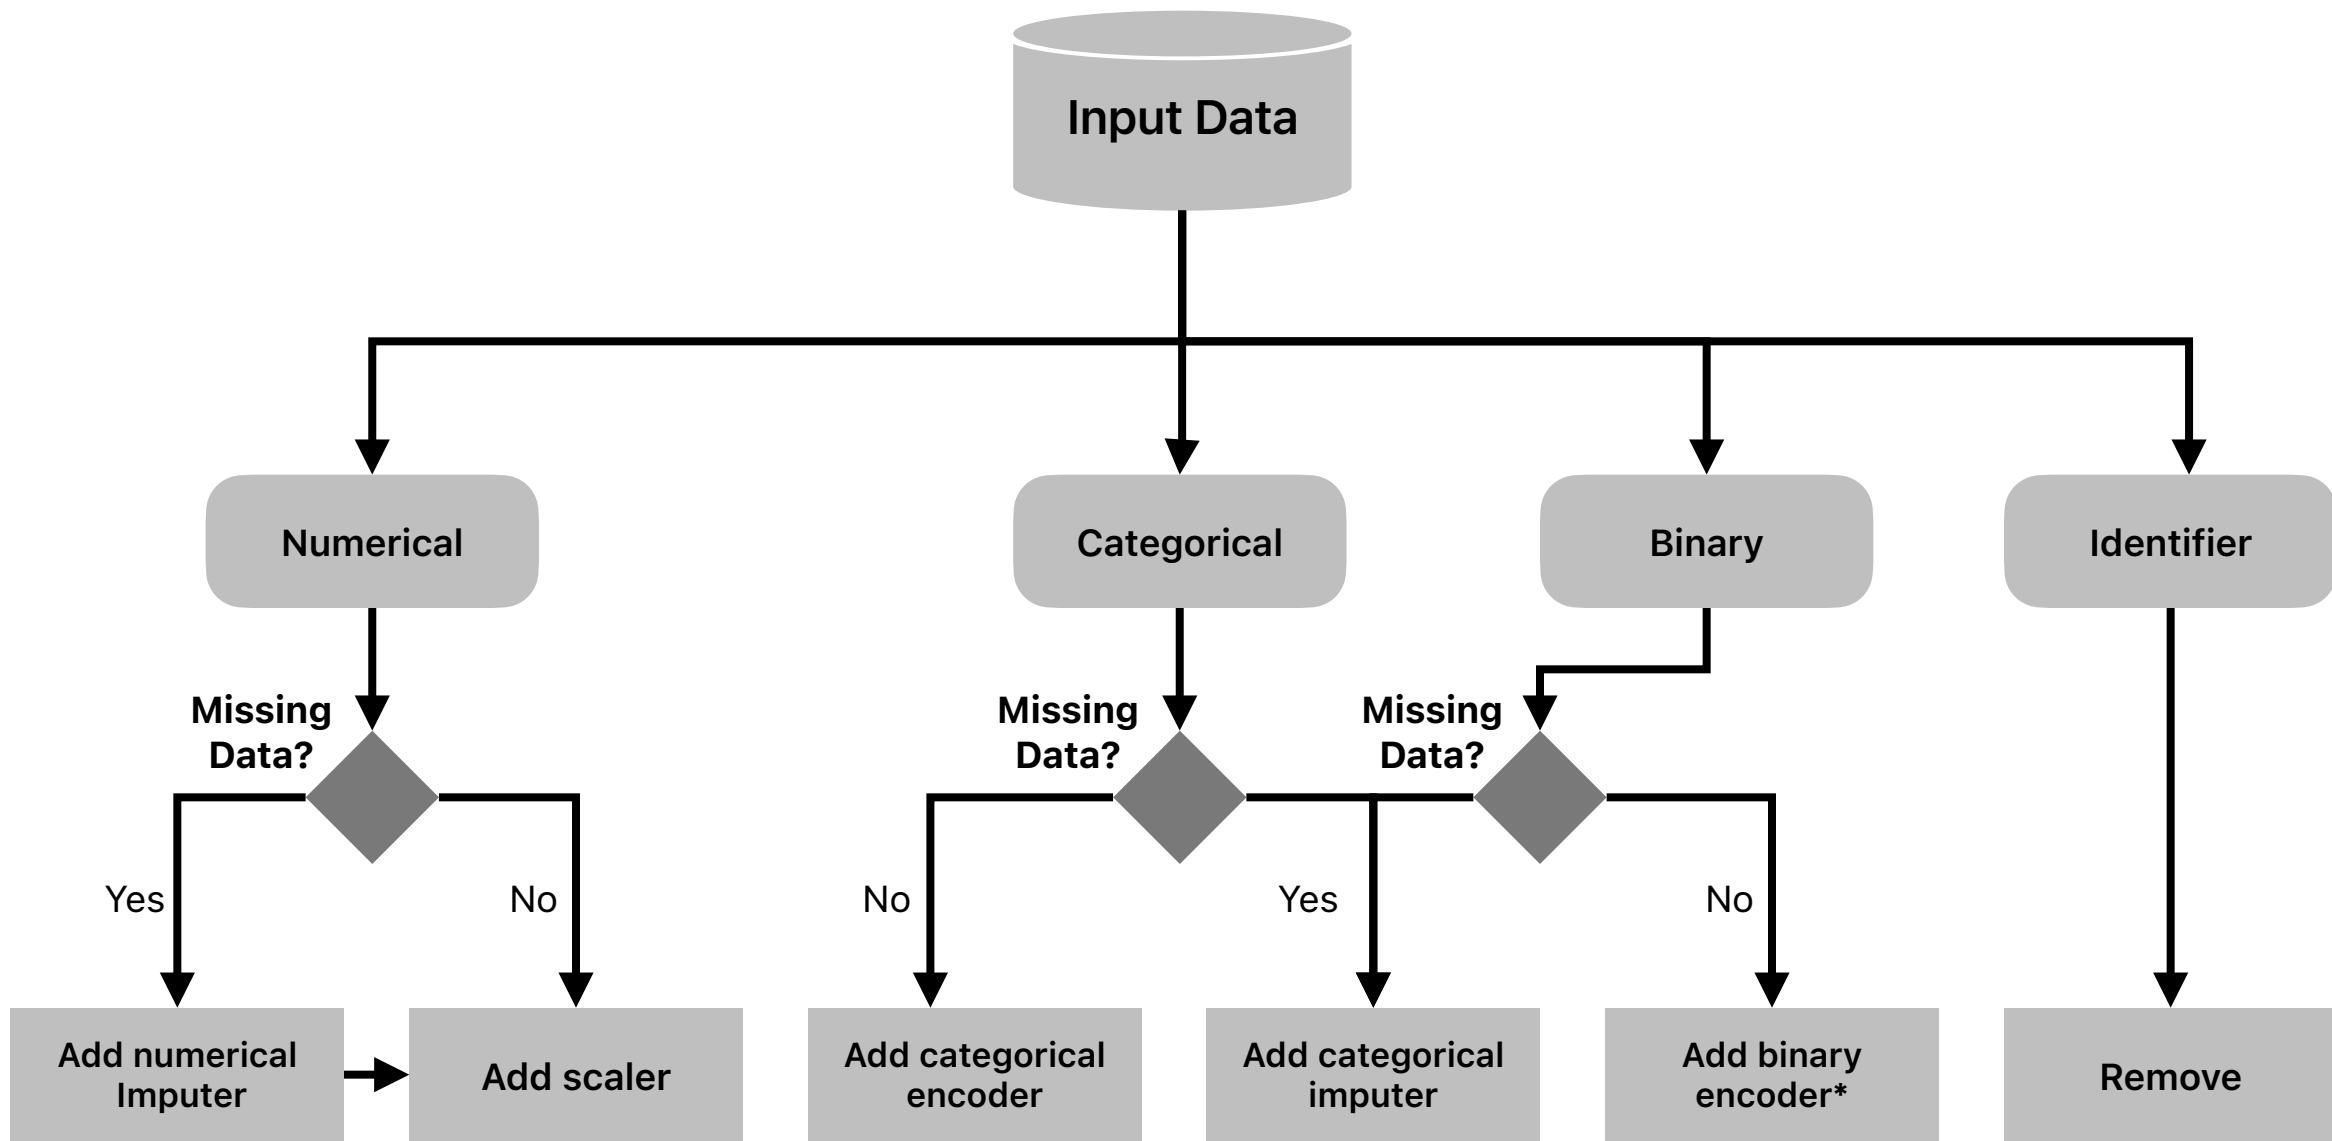 Input Data
Numerical
Categorical
Binary
Identifier
Missing
Data?
Missing
Data?
Missing
Data?
Yes
No
No
Yes
No
Add numerical
Imputer
Add scaler
Add categorical
encoder
Add categorical
imputer
Add binary
encoder*
Remove